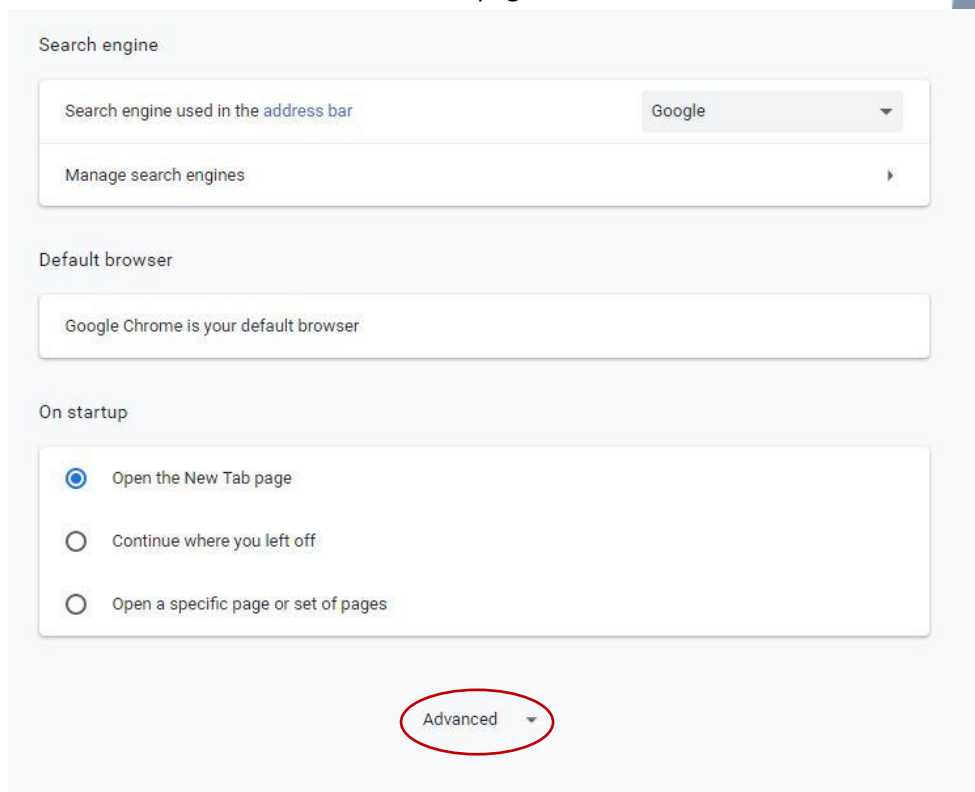 Search engine
Search engine used in the address bar Google
Manage search engines
Default browser
Google Chrome is your default browser
On startup
Open the New Tab page
Continue where you left off
Open a specific page or set of pages
Advanced